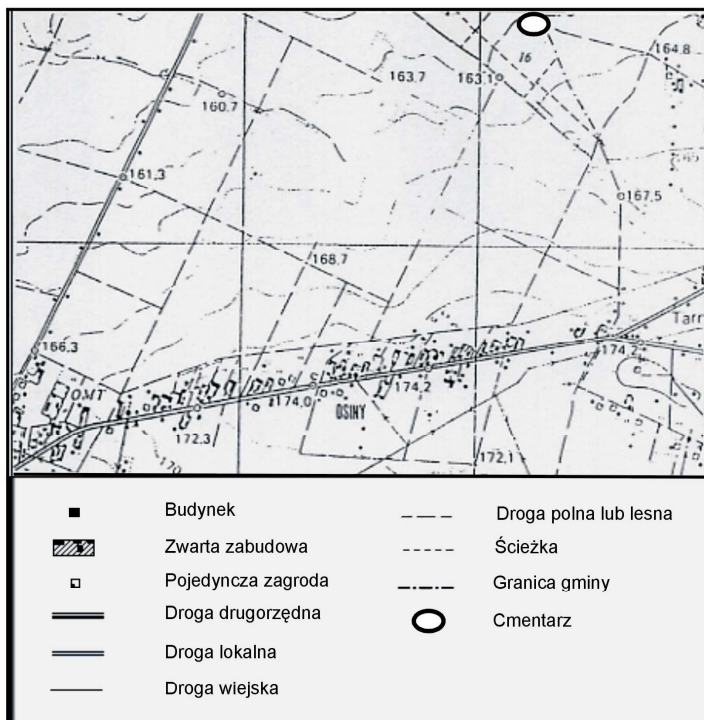 164.8
16
163.7
163.1
160.7
161.3
167.5
168.7
166.3
Tarn
174.2
OMT
174.2
174.0
OSINY
172.3
172.1
170
Budynek
Zwarta zabudowa
Pojedyncza zagroda
Droga drugorzędna
Droga lokalna
Droga wiejska
Droga polna lub lesna
Ścieżka
Granica gminy
Cmentarz